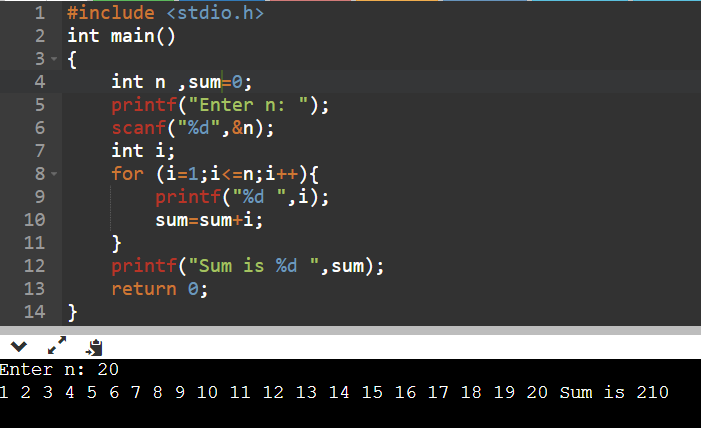 1 #include <stdio.h>
2 int main()
3 {
4     int n ,sum=0;
5     printf("Enter n: ");
6     scanf("%d",&n);
7     int i;
8     for (i=1;i<=n;i++){
9         printf("%d ",i);
10         sum=sum+i;
11     }
12     printf("Sum is %d ",sum);
13     return 0;
14 }
Enter n: 20
1 2 3 4 5 6 7 8 9 10 11 12 13 14 15 16 17 18 19 20 Sum is 210